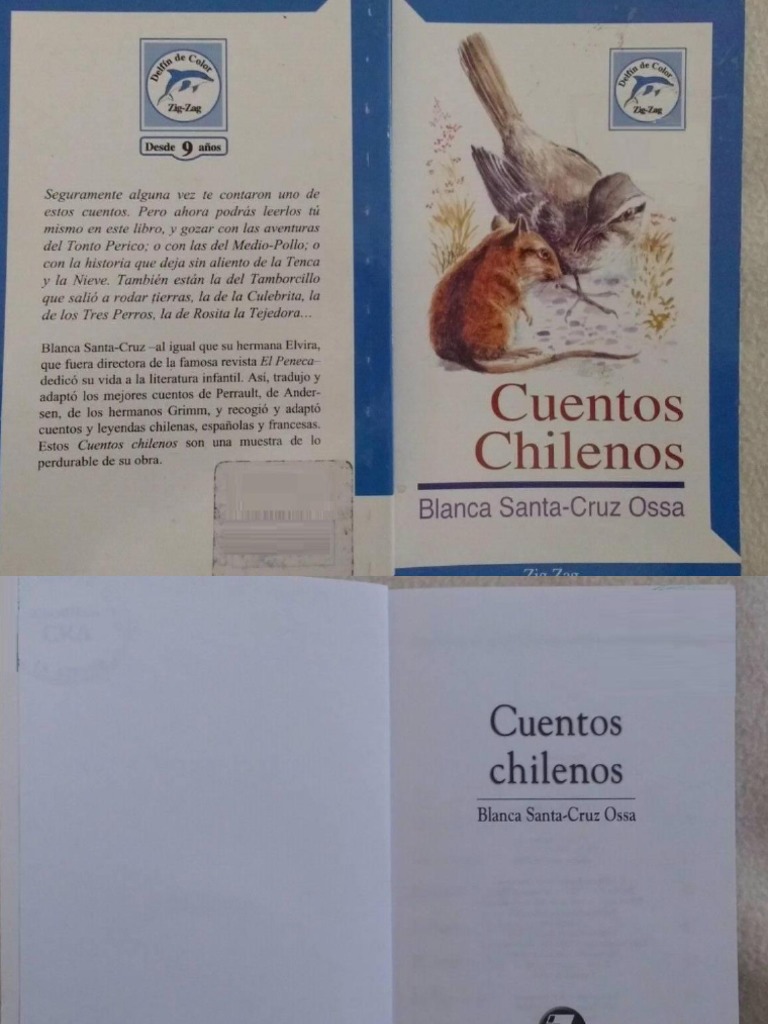 Delfín de Color
Zig-Zag
Desde 9 años
Seguramente alguna vez te contaron uno de
estos cuentos. Pero ahora podrás leerlos tú
mismo en este libro, y gozar con las aventuras
del Tonto Perico; o con las del Medio-Pollo; o
con la historia que deja sin aliento de la Tenca
y la Nieve. También están la del Tamborcillo
que salió a rodar tierras, la de la Culebrita, la
de los Tres Perros, la de Rosita la Tejedora...
Blanca Santa-Cruz –al igual que su hermana Elvira,
que fuera directora de la famosa revista El Peneca–
dedicó su vida a la literatura infantil. Así, tradujo y
adaptó los mejores cuentos de Perrault, de Ander-
sen, de los hermanos Grimm, y recogió y adaptó
cuentos y leyendas chilenas, españolas y francesas.
Estos Cuentos chilenos son una muestra de lo
perdurable de su obra.
Delfín de Color
Zig-Zag
Cuentos
Chilenos
Blanca Santa-Cruz Ossa
Zig-Zag
Cuentos
chilenos
Blanca Santa-Cruz Ossa